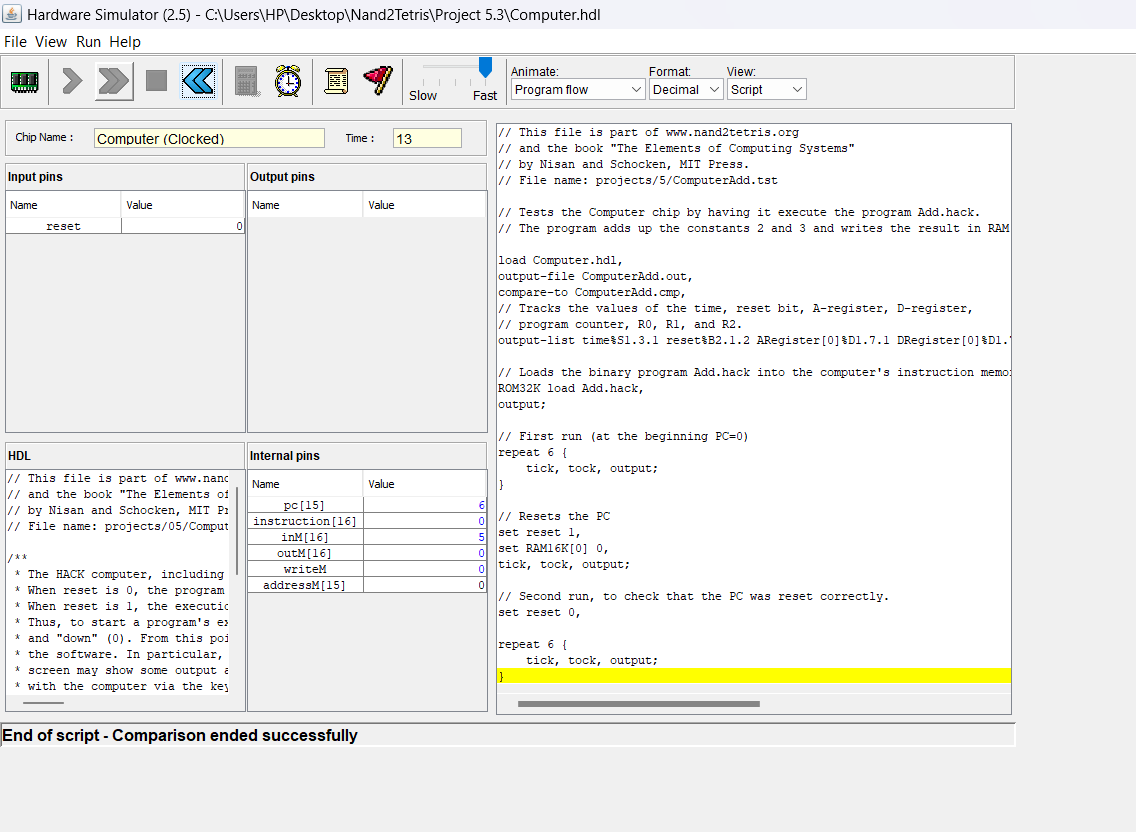 Hardware Simulator (2.5) - C:\Users\HP\Desktop\Nand2Tetris\Project 5.3\Computer.hdl
File View Run Help
Slow Fast
Animate: Format: View:
Program flow Decimal Script
Chip Name : Computer (Clocked) Time : 13
Input pins
Name Value
reset 0
Output pins
Name Value
HDL
// This file is part of www.nand
// and the book "The Elements of
// by Nisan and Schocken, MIT Pr
// File name: projects/05/Comput
/**
* The HACK computer, including
* When reset is 0, the program
* When reset is 1, the executio
* Thus, to start a program's ex
* and "down" (0). From this poi
* the software. In particular,
* screen may show some output a
* with the computer via the key
Internal pins
Name Value
pc[15] 6
instruction[16] 0
inM[16] 5
outM[16] 0
writeM 0
addressM[15] 0
// This file is part of www.nand2tetris.org
// and the book "The Elements of Computing Systems"
// by Nisan and Schocken, MIT Press.
// File name: projects/5/ComputerAdd.tst
// Tests the Computer chip by having it execute the program Add.hack.
// The program adds up the constants 2 and 3 and writes the result in RAM
load Computer.hdl,
output-file ComputerAdd.out,
compare-to ComputerAdd.cmp,
// Tracks the values of the time, reset bit, A-register, D-register,
// program counter, R0, R1, and R2.
output-list time%S1.3.1 reset%B2.1.2 ARegister[0]%D1.7.1 DRegister[0]%D1.
// Loads the binary program Add.hack into the computer's instruction memo
ROM32K load Add.hack,
output;
// First run (at the beginning PC=0)
repeat 6 {
tick, tock, output;
}
// Resets the PC
set reset 1,
set RAM16K[0] 0,
tick, tock, output;
// Second run, to check that the PC was reset correctly.
set reset 0,
repeat 6 {
tick, tock, output;
}
End of script - Comparison ended successfully